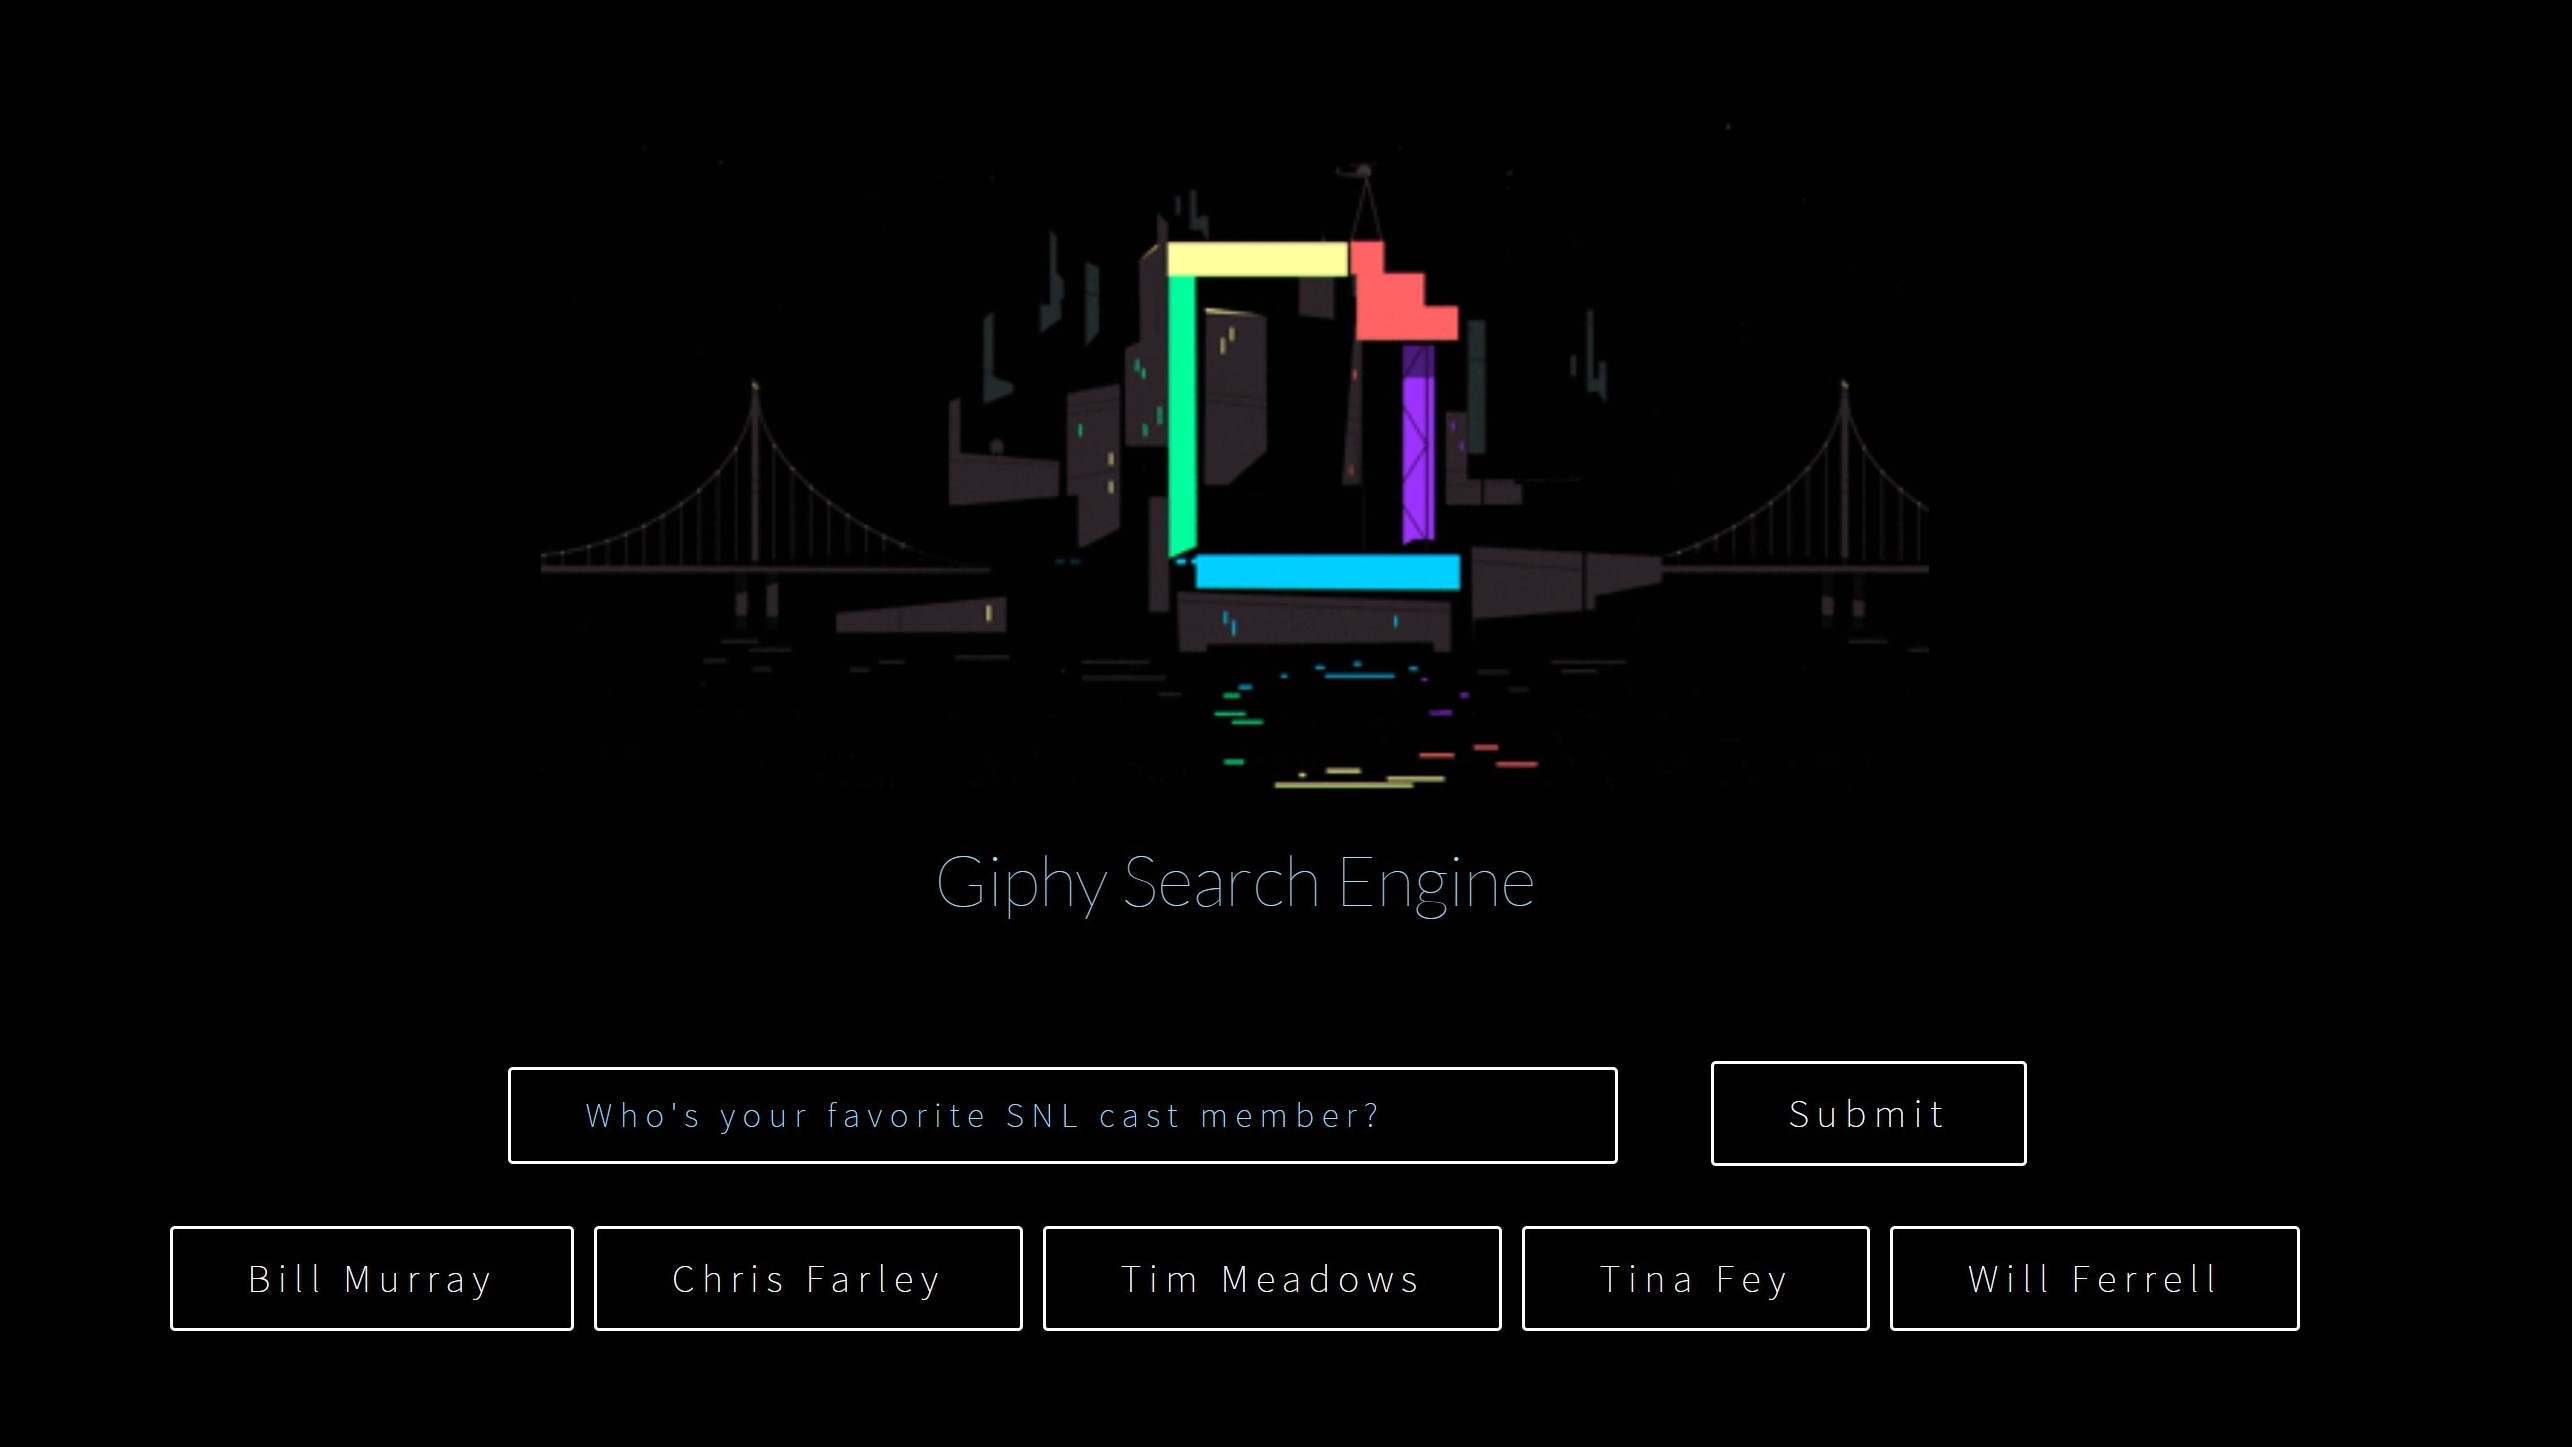 Giphy Search Engine
Who's your favorite SNL cast member?
Submit
Bill Murray
Chris Farley
Tim Meadows
Tina Fey
Will Ferrell